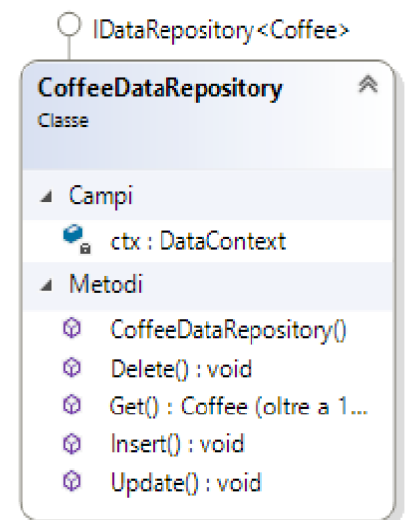 IDataRepository<Coffee>
CoffeeDataRepository
Classe
Campi
ctx : DataContext
Metodi
CoffeeDataRepository()
Delete() : void
Get() : Coffee (oltre a 1...
Insert() : void
Update() : void